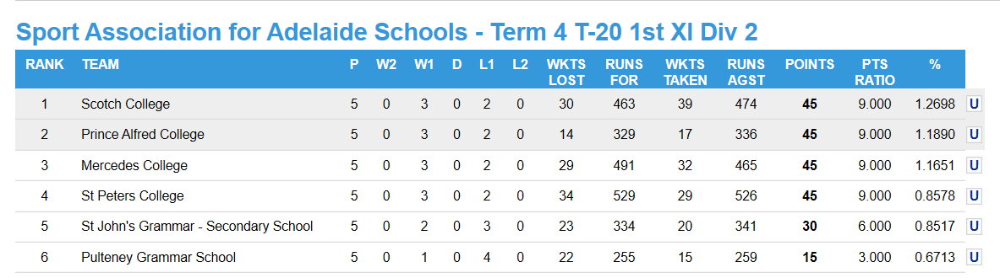 Sport Association for Adelaide Schools - Term 4 T-20 1st XI Div 2
RANK TEAM P W2 W1 D L1 L2 WKTS LOST RUNS FOR WKTS TAKEN RUNS AGST POINTS PTS RATIO %
1 Scotch College 5 0 3 0 2 0 30 463 39 474 45 9.000 1.2698 U
2 Prince Alfred College 5 0 3 0 2 0 14 329 17 336 45 9.000 1.1890 U
3 Mercedes College 5 0 3 0 2 0 29 491 32 465 45 9.000 1.1651 U
4 St Peters College 5 0 3 0 2 0 34 529 29 526 45 9.000 0.8578 U
5 St John's Grammar - Secondary School 5 0 2 0 3 0 23 334 20 341 30 6.000 0.8517 U
6 Pulteney Grammar School 5 0 1 0 4 0 22 255 15 259 15 3.000 0.6713 U